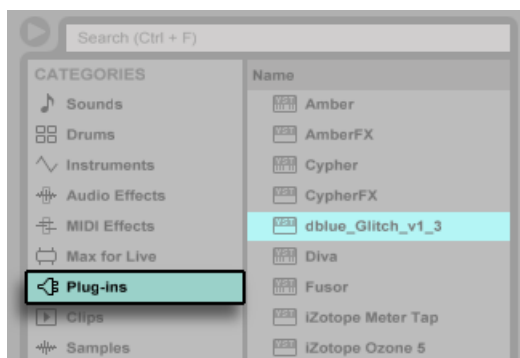 Search (Ctrl + F)
CATEGORIES
Sounds
Drums
Instruments
Audio Effects
MIDI Effects
Max for Live
Plug-ins
Clips
Samples
Name
Amber
AmberFX
Cypher
CypherFX
dblue_Glitch_v1_3
Diva
Fusor
iZotope Meter Tap
iZotope Ozone 5